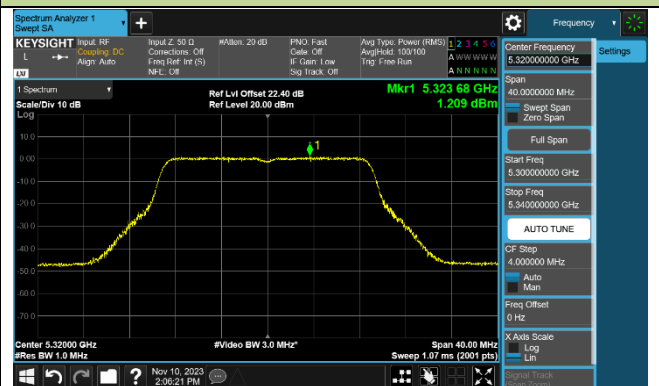 Spectrum Analyzer 1
Swept SA
+
Frequency
KEYSIGHT Input: RF Input Z: 50 Ω #Atten: 20 dB PNO: Fast Avg Type: Power (RMS) 1 2 3 4 5 6
L Coupling: DC Corrections: Off Gate: Off Avg|Hold: 100/100 A W W W W W
Align: Auto Freq Ref: Int (S) IF Gain: Low Trig: Free Run
LXI NFE: Off Sig Track: Off A N N N N N
Center Frequency
5.320000000 GHz
Settings
Span
40.0000000 MHz
Swept Span
Zero Span
Full Span
Start Freq
5.300000000 GHz
Stop Freq
5.340000000 GHz
AUTO TUNE
CF Step
4.000000 MHz
Auto
Man
Freq Offset
0 Hz
X Axis Scale
Log
Lin
Signal Track
(Span Zoom)
1 Spectrum
Scale/Div 10 dB
Log
Ref Lvl Offset 22.40 dB
Ref Level 20.00 dBm
Mkr1 5.323 68 GHz
1.209 dBm
1
10.0
0.00
-10.0
-20.0
-30.0
-40.0
-50.0
-60.0
-70.0
Center 5.32000 GHz #Video BW 3.0 MHz* Span 40.00 MHz
#Res BW 1.0 MHz Sweep 1.07 ms (2001 pts)
? Nov 10, 2023
2:06:21 PM